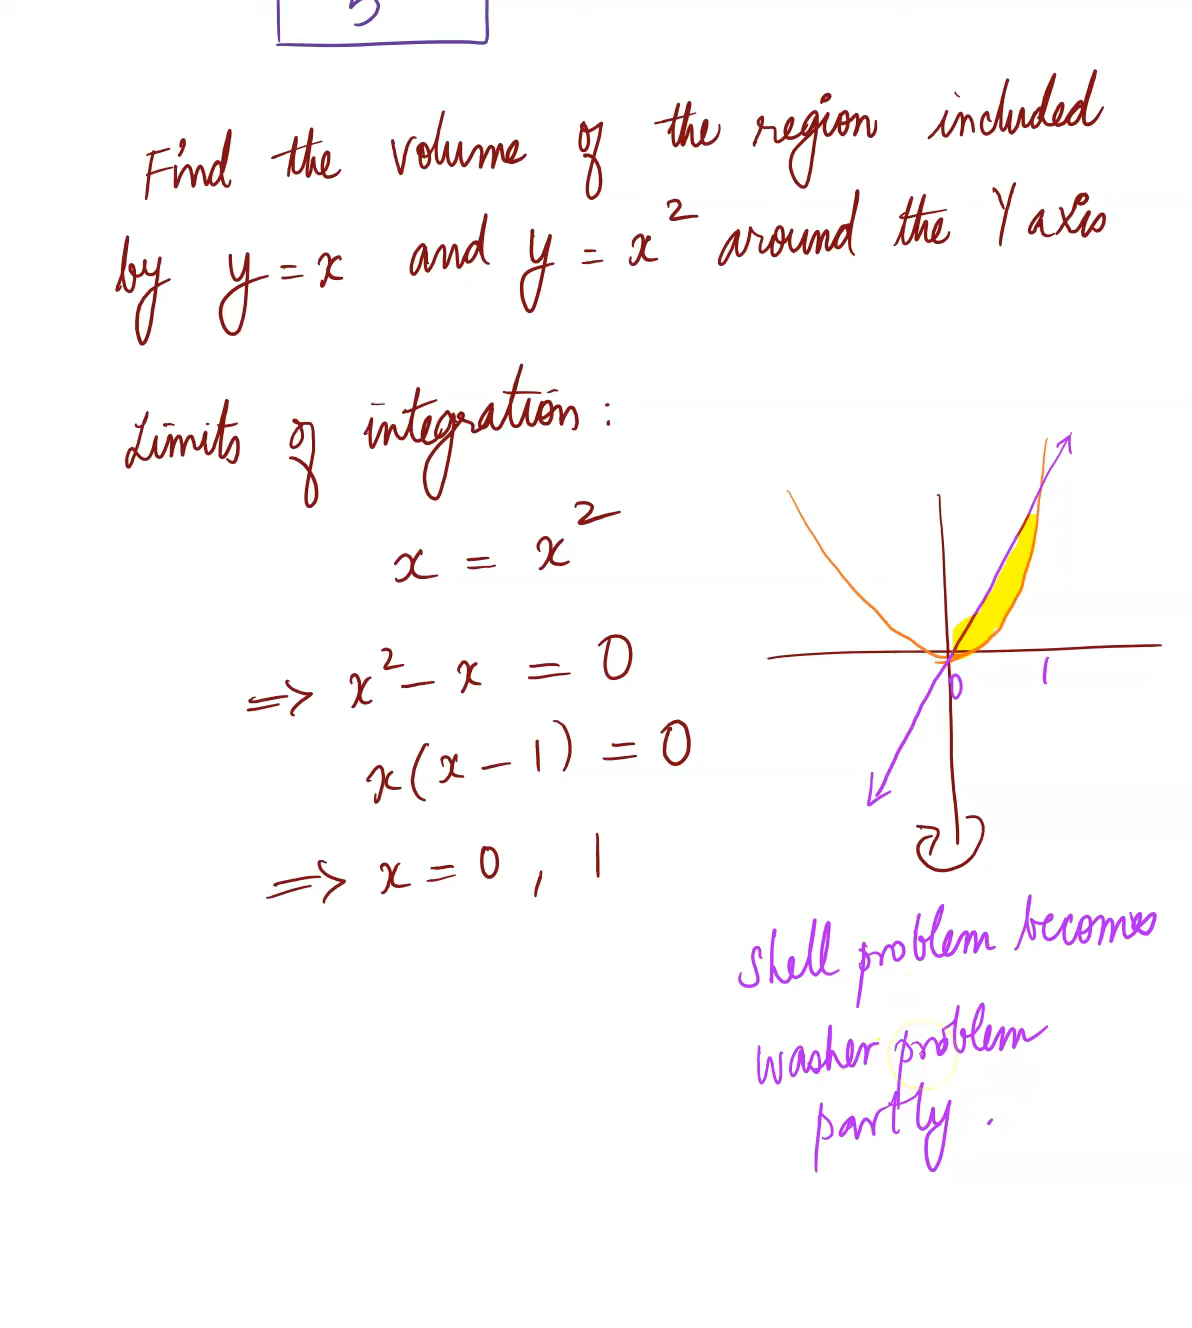 5
Find the volume of the region included
by y = x and y = x² around the Y axis
Limits of integration:
x = x²
⇒ x² - x = 0
x(x - 1) = 0
⇒ x = 0, 1
0 1
shell problem becomes
washer problem
partly.